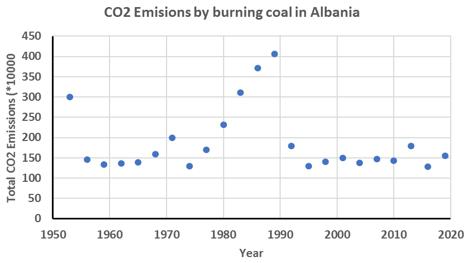 CO2 Emisions by burning coal in Albania
Total CO2 Emissions (*10000
450
400
350
300
250
200
150
100
50
0
1950 1960 1970 1980 1990 2000 2010 2020
Year